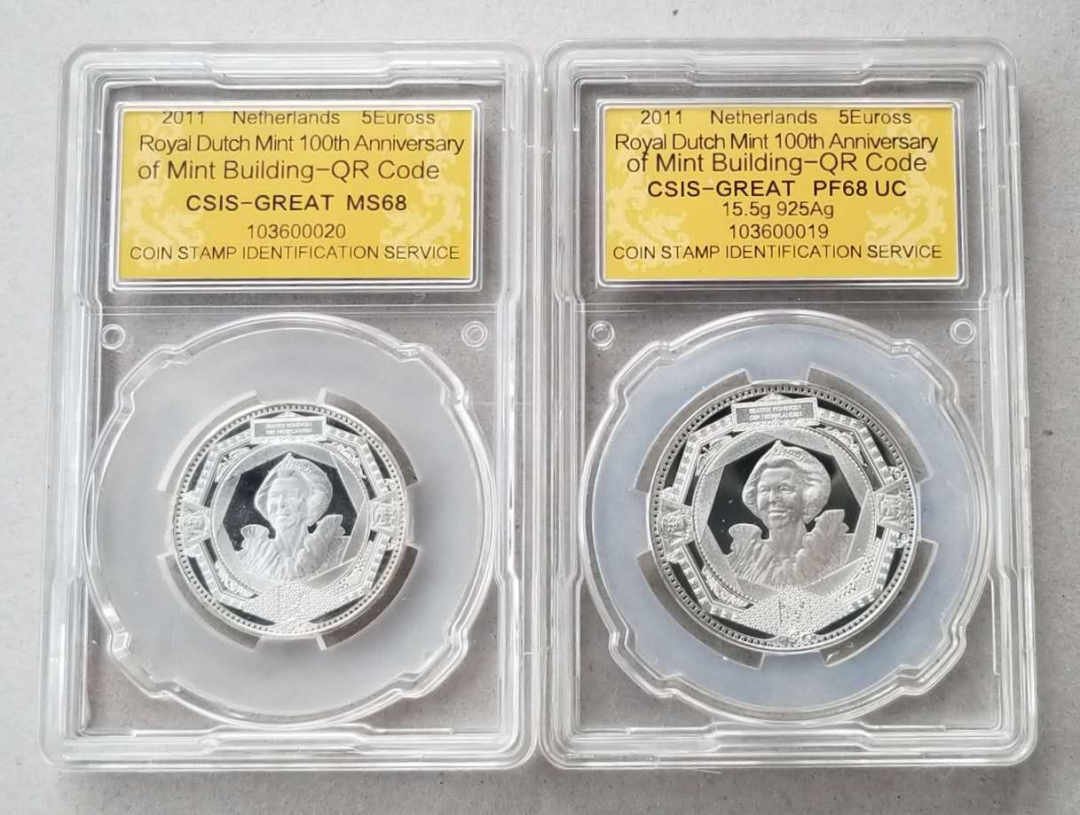 2011 Netherlands 5Euross
Royal Dutch Mint 100th Anniversary
of Mint Building-QR Code
CSIS-GREAT MS68
103600020
COIN STAMP IDENTIFICATION SERVICE
2011 Netherlands 5Euross
Royal Dutch Mint 100th Anniversary
of Mint Building-QR Code
CSIS-GREAT PF68 UC
15.5g 925Ag
103600019
COIN STAMP IDENTIFICATION SERVICE